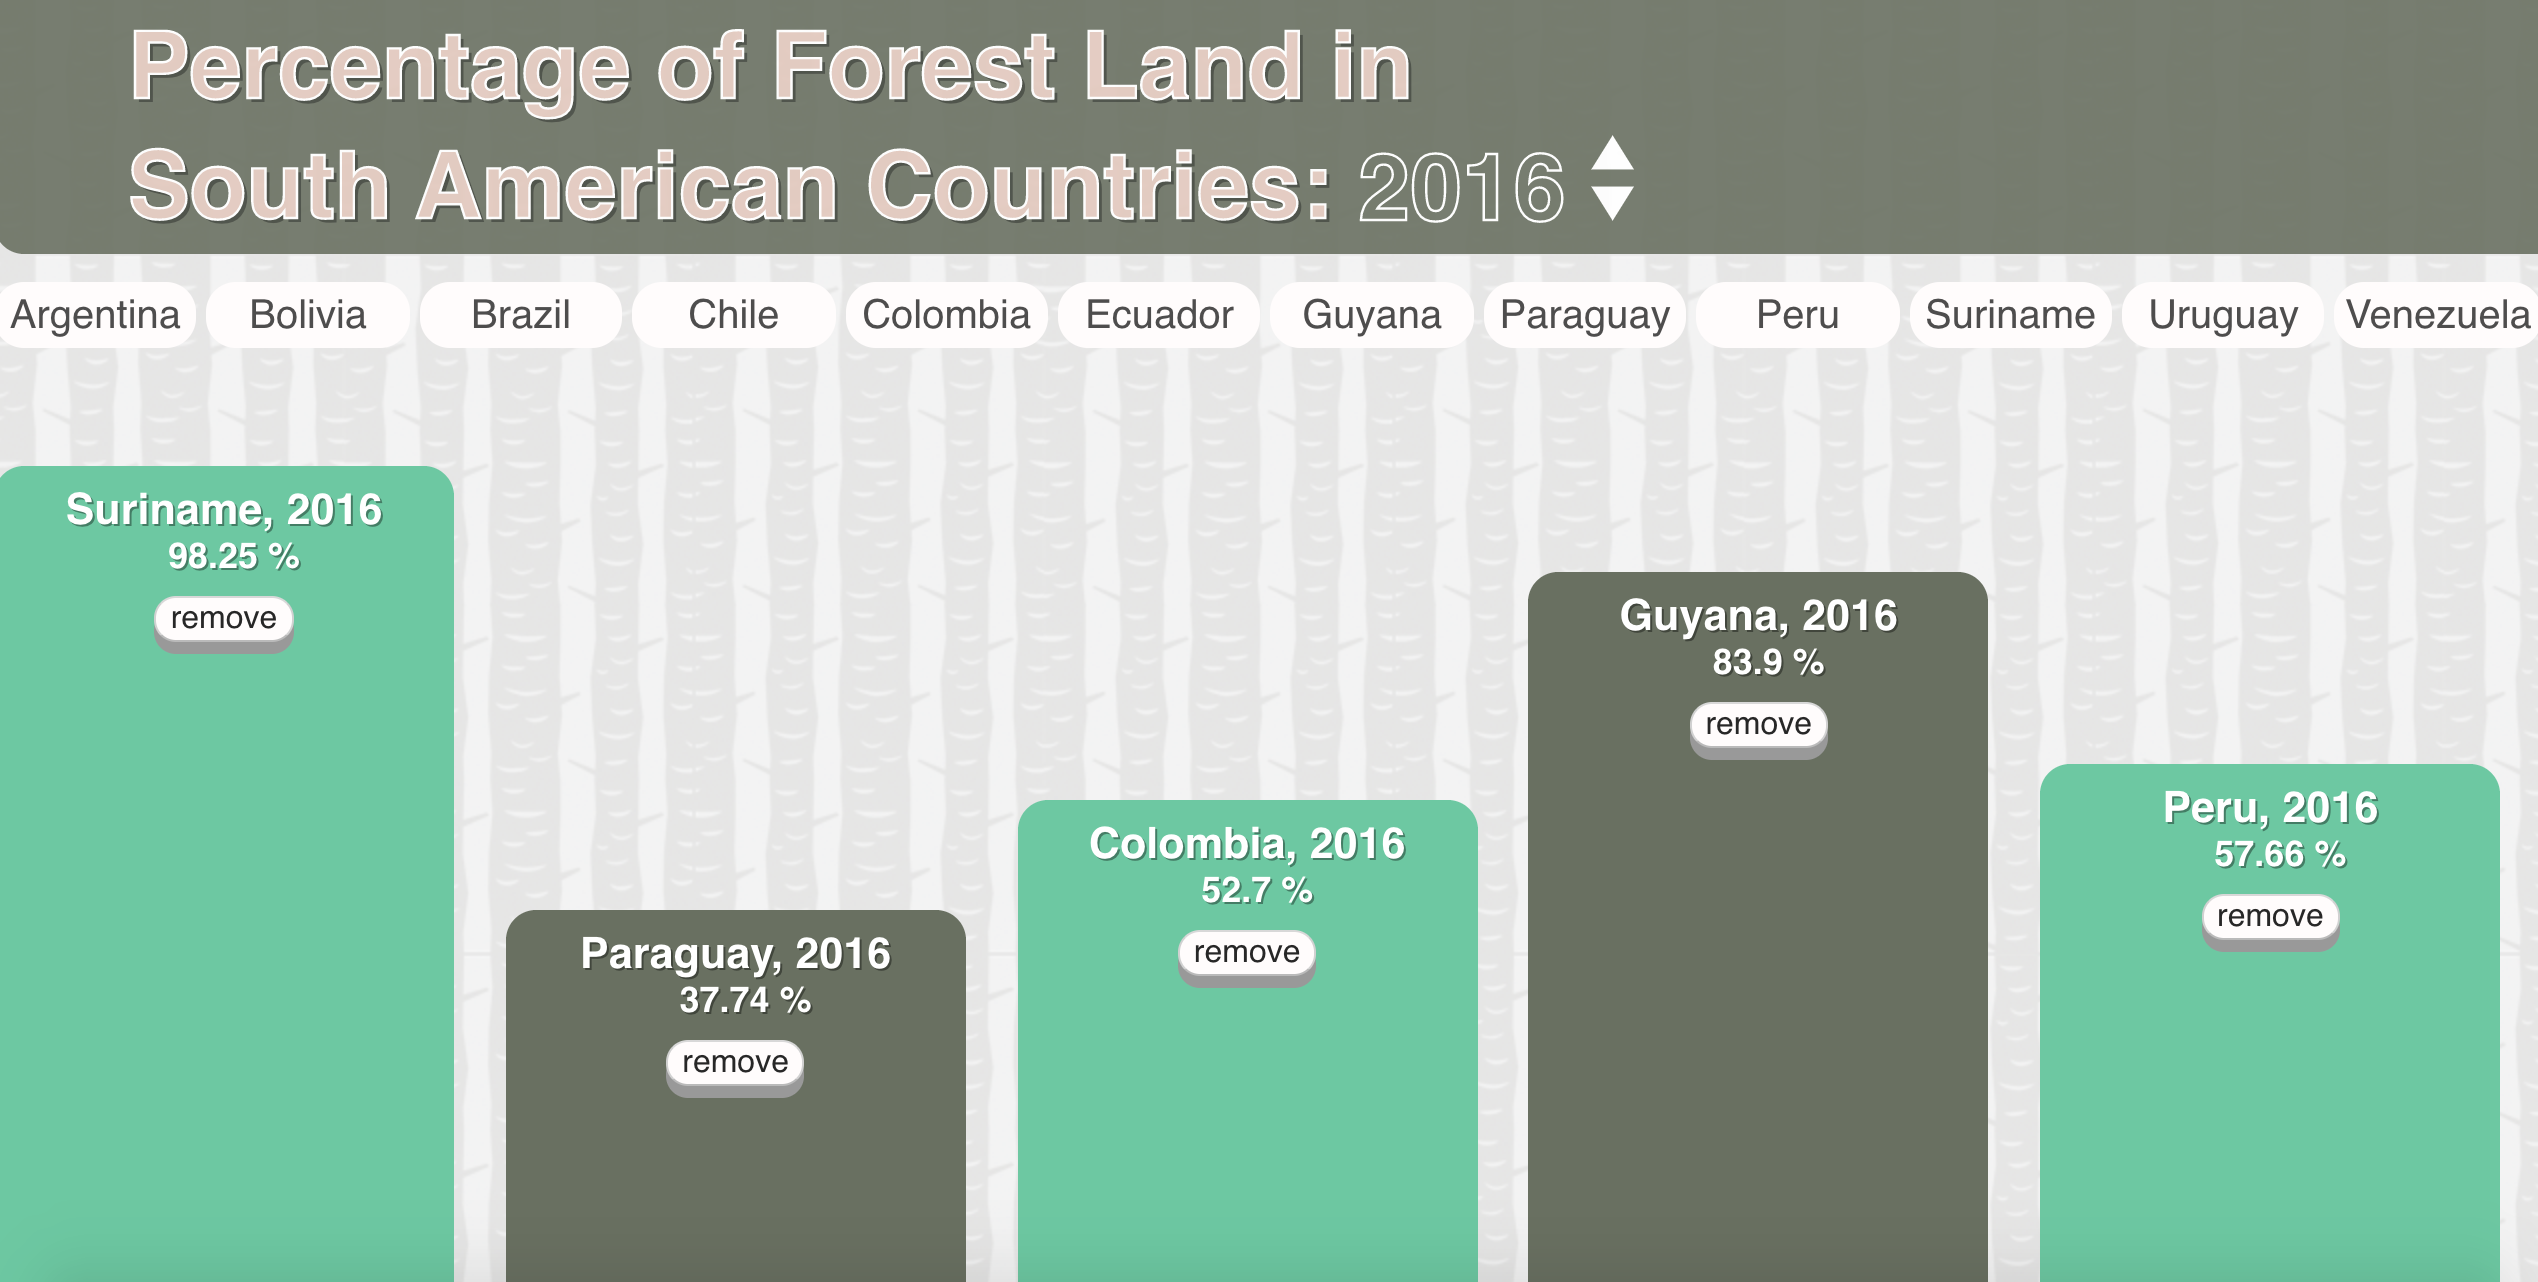 Percentage of Forest Land in
South American Countries: 2016
Argentina Bolivia Brazil Chile Colombia Ecuador Guyana Paraguay Peru Suriname Uruguay Venezuela
Suriname, 2016
98.25 %
remove
Paraguay, 2016
37.74 %
remove
Colombia, 2016
52.7 %
remove
Guyana, 2016
83.9 %
remove
Peru, 2016
57.66 %
remove